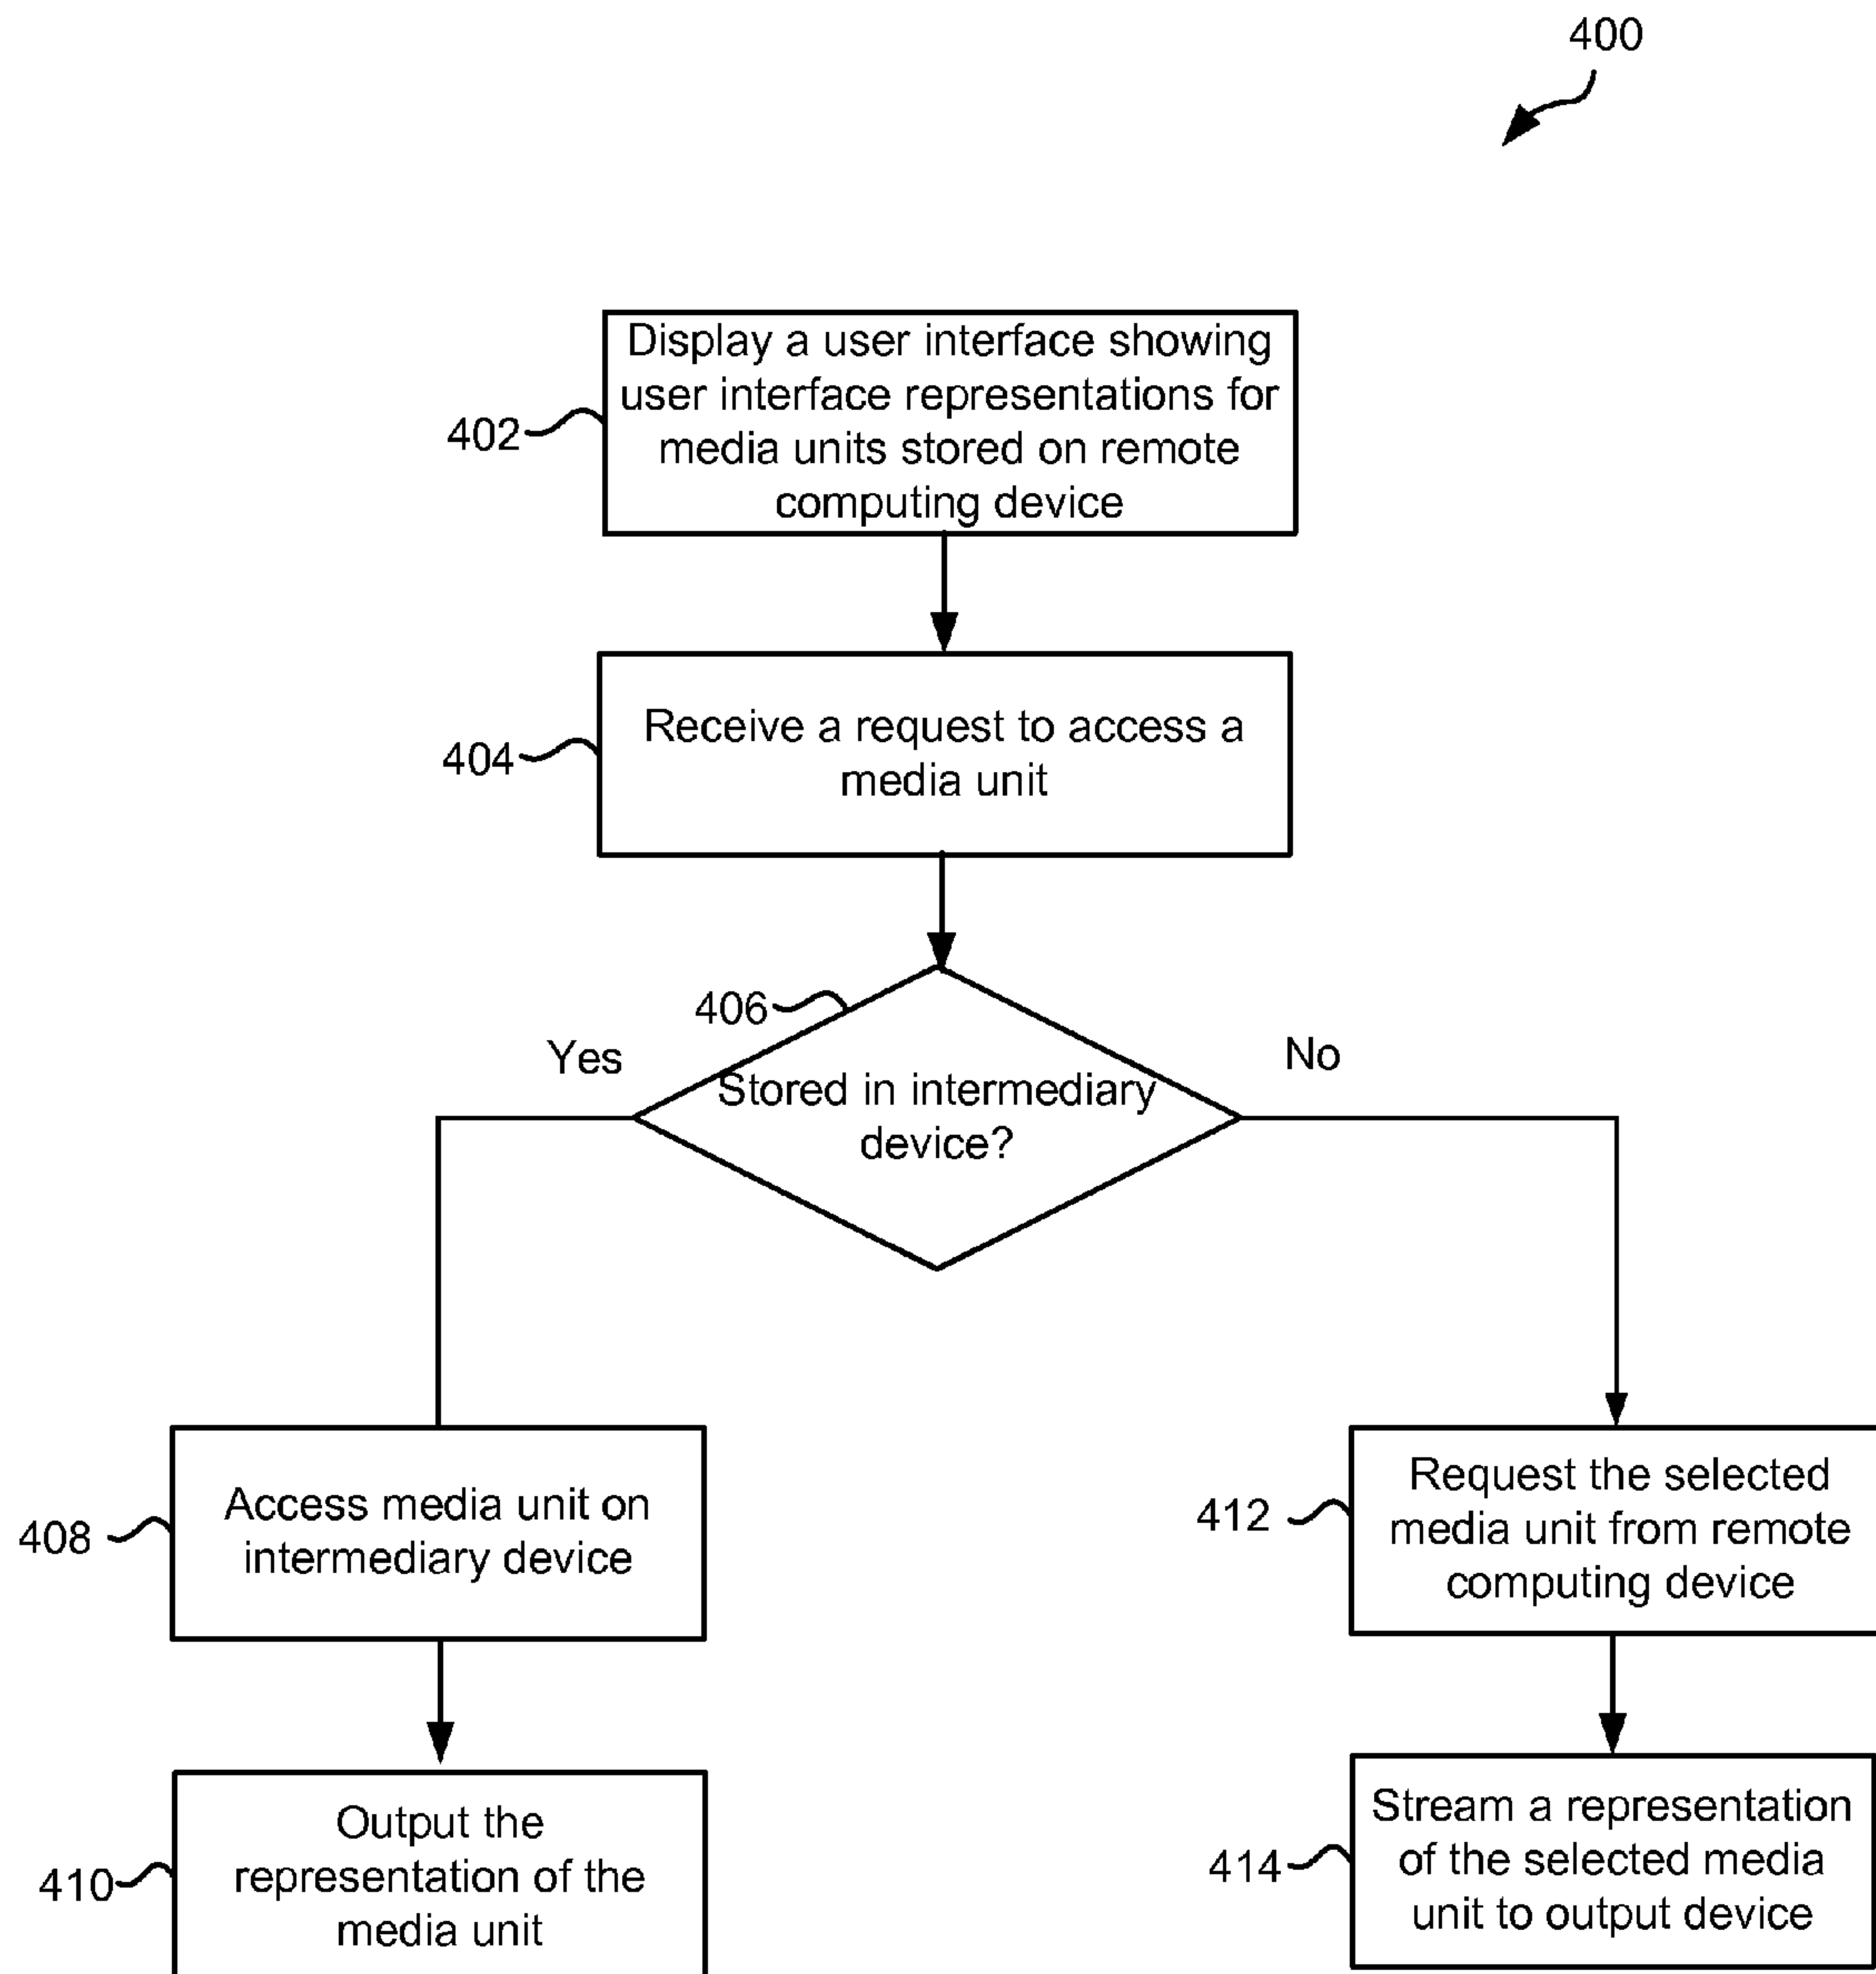 400
Display a user interface showing
user interface representations for
media units stored on remote
computing device
402
Receive a request to access a
media unit
404
406
Yes
No
Stored in intermediary
device?
Access media unit on
intermediary device
408
Request the selected
media unit from remote
computing device
412
Output the
representation of the
media unit
410
Stream a representation
of the selected media
unit to output device
414